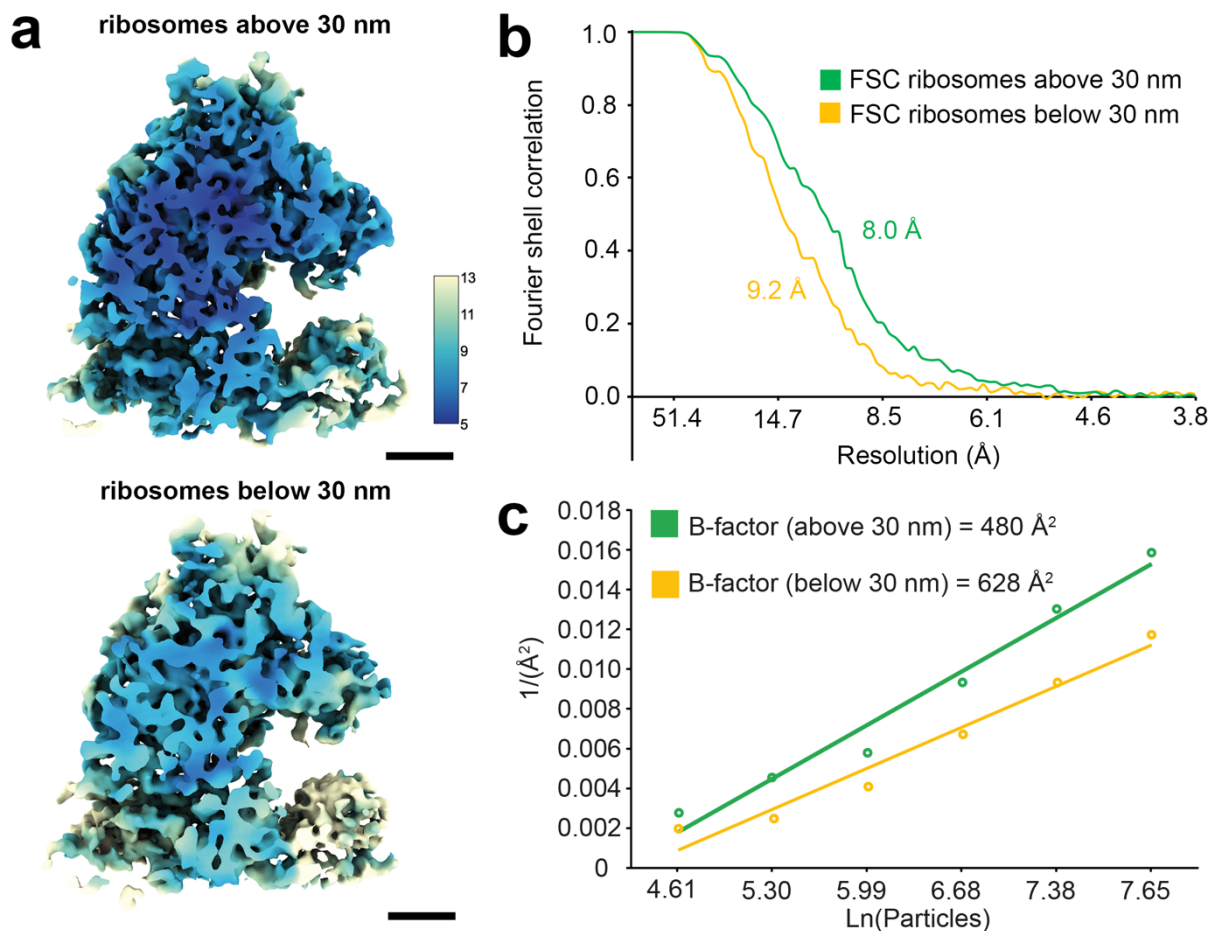 a
ribosomes above 30 nm
13
11
9
7
5
ribosomes below 30 nm
b
1.0
0.8
0.6
0.4
0.2
0.0
Fourier shell correlation
FSC ribosomes above 30 nm
FSC ribosomes below 30 nm
8.0 Å
9.2 Å
51.4 14.7 8.5 6.1 4.6 3.8
Resolution (Å)
c
0.018
0.016
0.014
0.012
0.010
0.008
0.006
0.004
0.002
0
1/(Å²)
B-factor (above 30 nm) = 480 Å²
B-factor (below 30 nm) = 628 Å²
4.61 5.30 5.99 6.68 7.38 7.65
Ln(Particles)